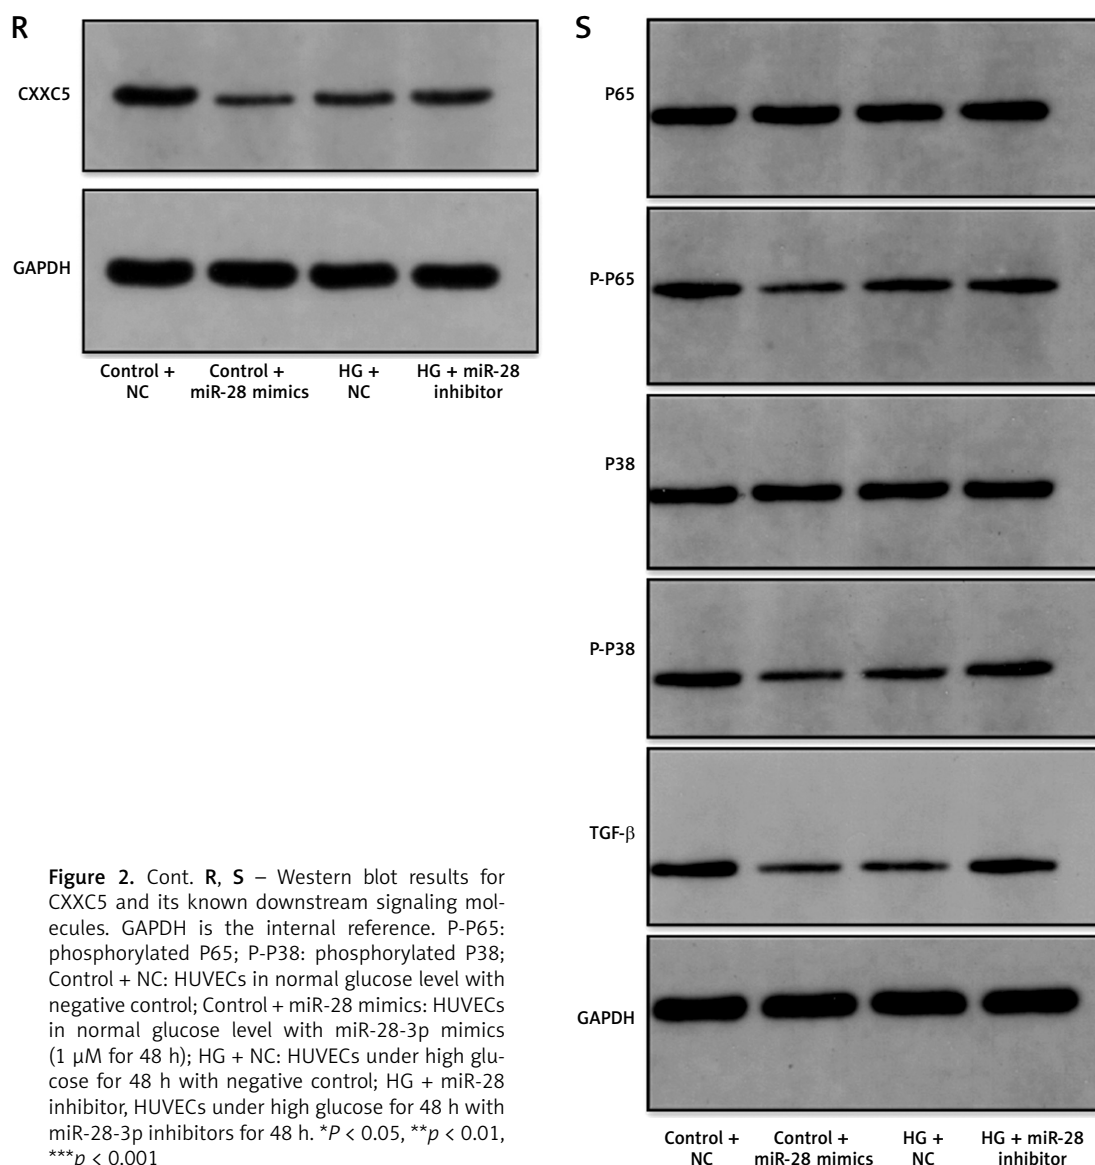 R
CXXC5
GAPDH
Control + NC
Control + miR-28 mimics
HG + NC
HG + miR-28 inhibitor
S
P65
P-P65
P38
P-P38
TGF-β
GAPDH
Control + NC
Control + miR-28 mimics
HG + NC
HG + miR-28 inhibitor
Figure 2. Cont. R, S – Western blot results for
CXXC5 and its known downstream signaling mol-
ecules. GAPDH is the internal reference. P-P65:
phosphorylated P65; P-P38: phosphorylated P38;
Control + NC: HUVECs in normal glucose level with
negative control; Control + miR-28 mimics: HUVECs
in normal glucose level with miR-28-3p mimics
(1 μM for 48 h); HG + NC: HUVECs under high glu-
cose for 48 h with negative control; HG + miR-28
inhibitor, HUVECs under high glucose for 48 h with
miR-28-3p inhibitors for 48 h. *P < 0.05, **p < 0.01,
***p < 0.001